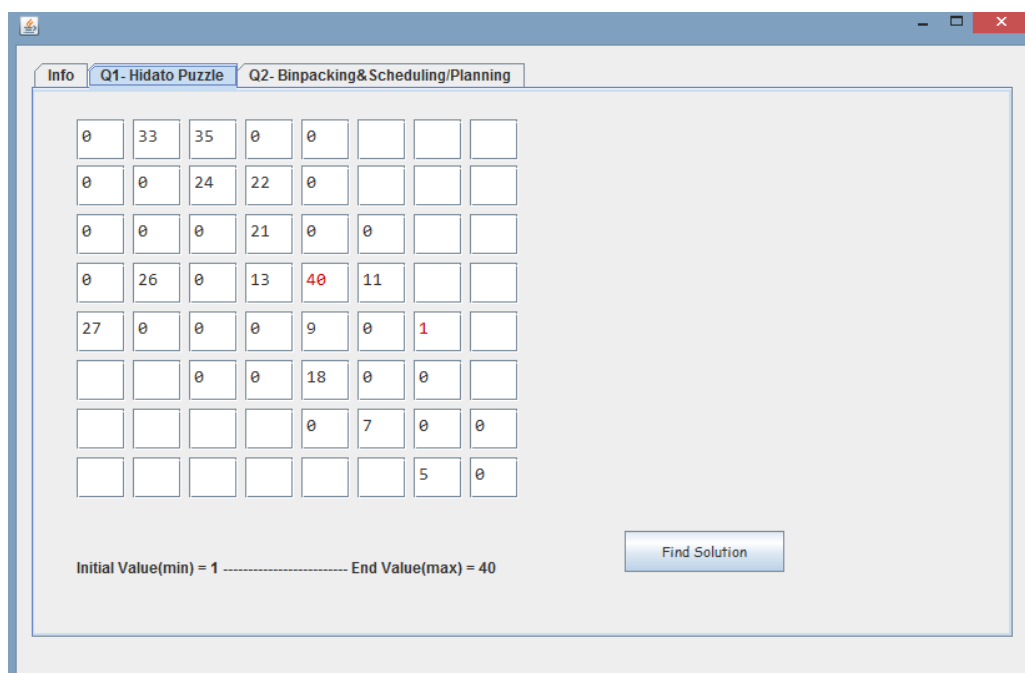 Info Q1- Hidato Puzzle Q2- Binpacking&Scheduling/Planning
0 33 35 0 0
0 0 24 22 0
0 0 0 21 0 0
0 26 0 13 40 11
27 0 0 0 9 0 1
0 0 18 0 0
0 7 0 0
5 0
Find Solution
Initial Value(min) = 1 ------------------------- End Value(max) = 40